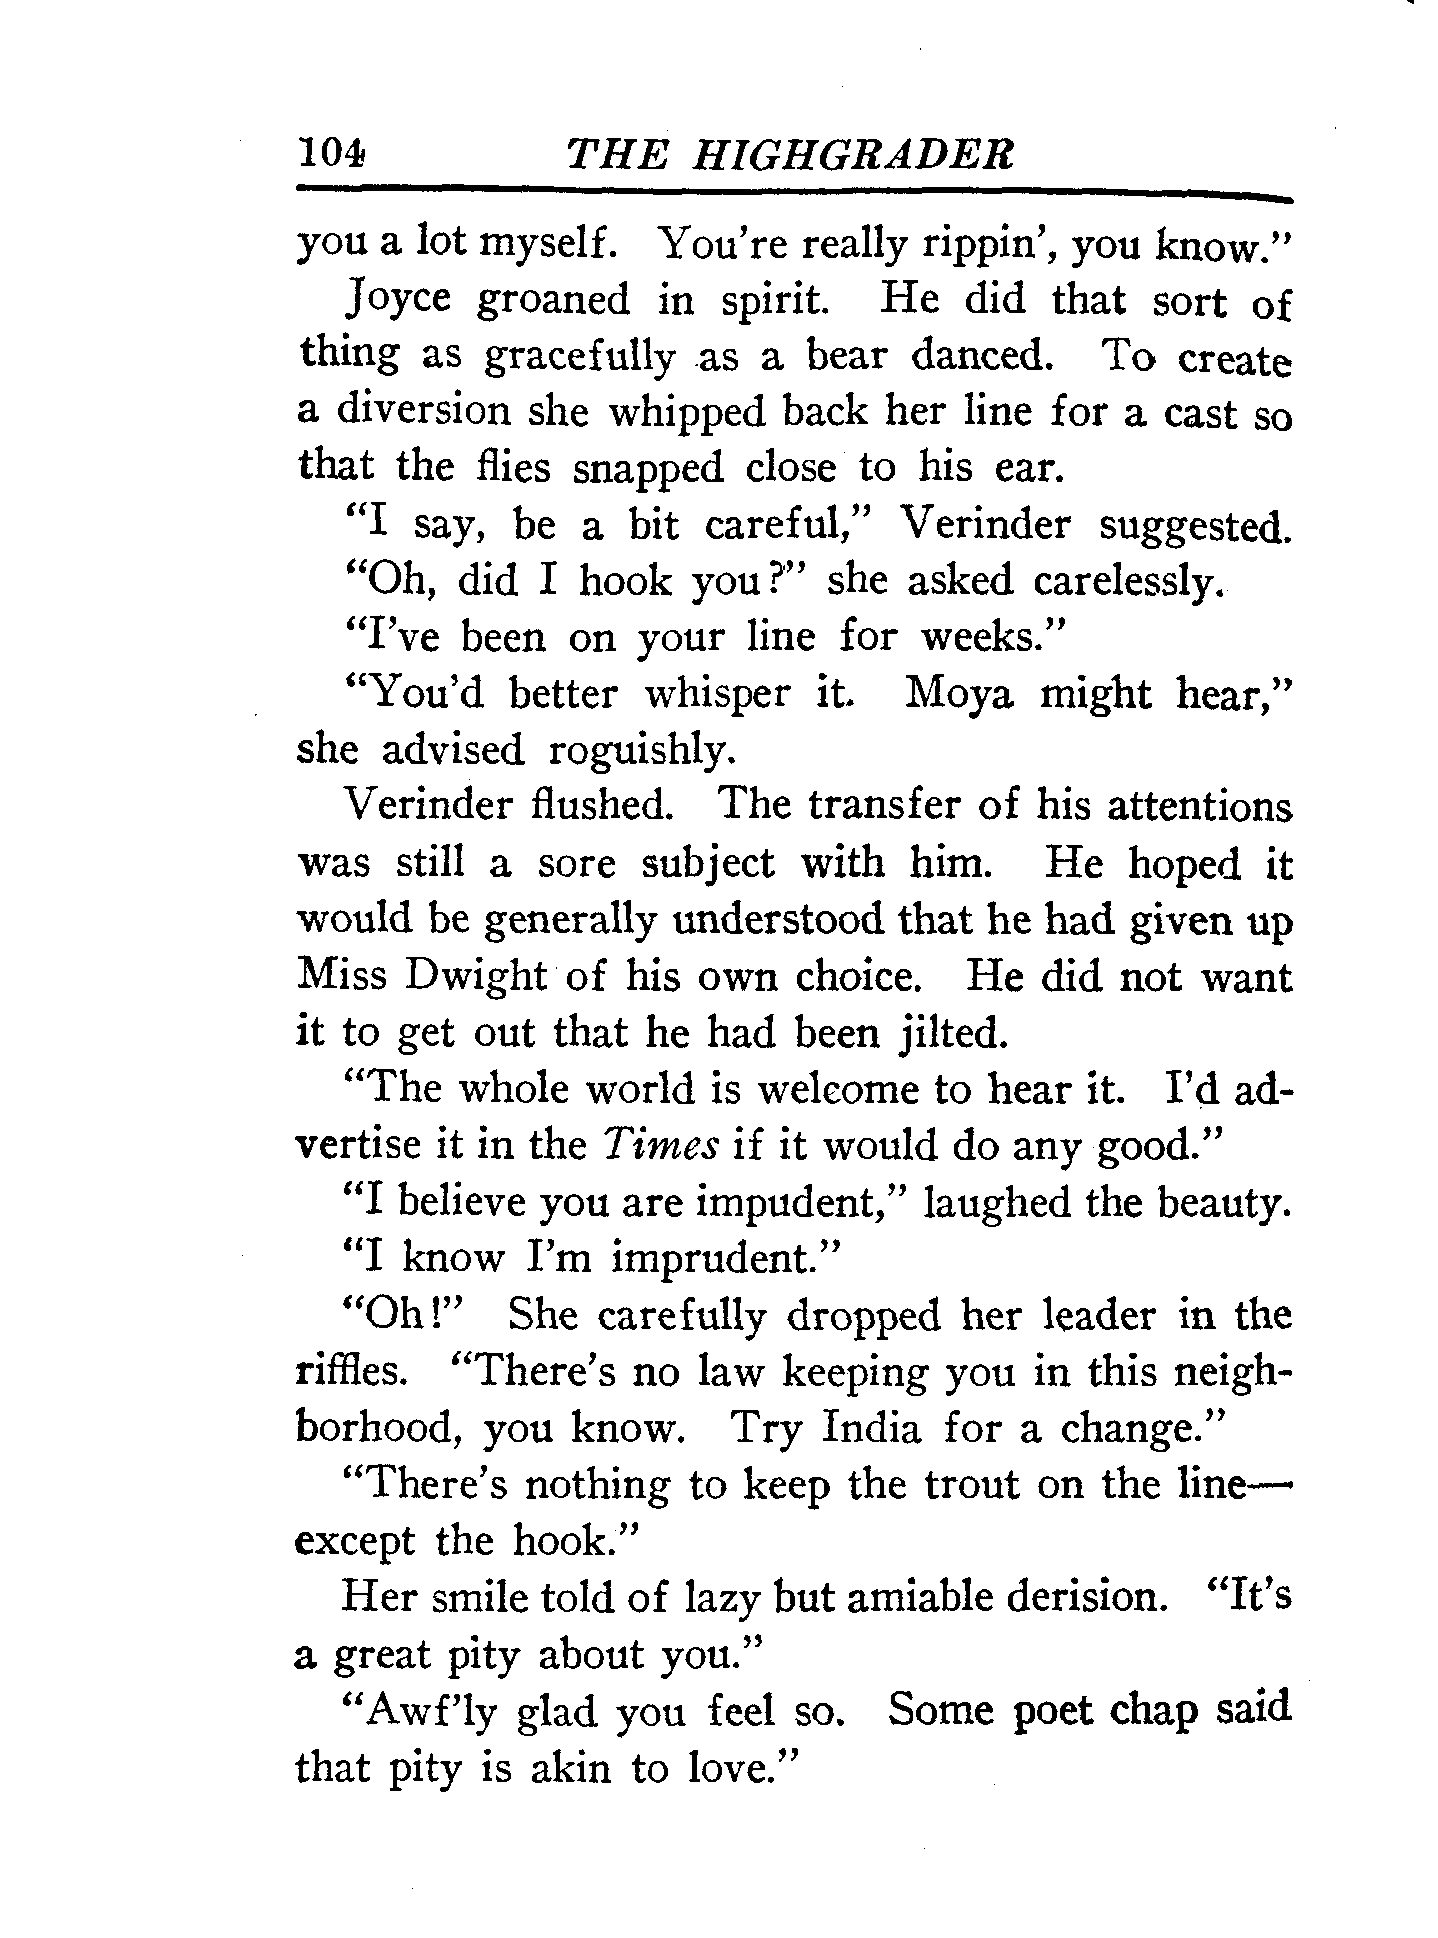 104 THE HIGHGRADER
you a lot myself. You're really rippin', you know."
Joyce groaned in spirit. He did that sort of
thing as gracefully as a bear danced. To create
a diversion she whipped back her line for a cast so
that the flies snapped close to his ear.
"I say, be a bit careful," Verinder suggested.
"Oh, did I hook you?" she asked carelessly.
"I've been on your line for weeks."
"You'd better whisper it. Moya might hear,"
she advised roguishly.
Verinder flushed. The transfer of his attentions
was still a sore subject with him. He hoped it
would be generally understood that he had given up
Miss Dwight of his own choice. He did not want
it to get out that he had been jilted.
"The whole world is welcome to hear it. I'd ad-
vertise it in the Times if it would do any good."
"I believe you are impudent," laughed the beauty.
"I know I'm imprudent."
"Oh!" She carefully dropped her leader in the
riffles. "There's no law keeping you in this neigh-
borhood, you know. Try India for a change."
"There's nothing to keep the trout on the line—
except the hook."
Her smile told of lazy but amiable derision. "It's
a great pity about you."
"Awf'ly glad you feel so. Some poet chap said
that pity is akin to love."